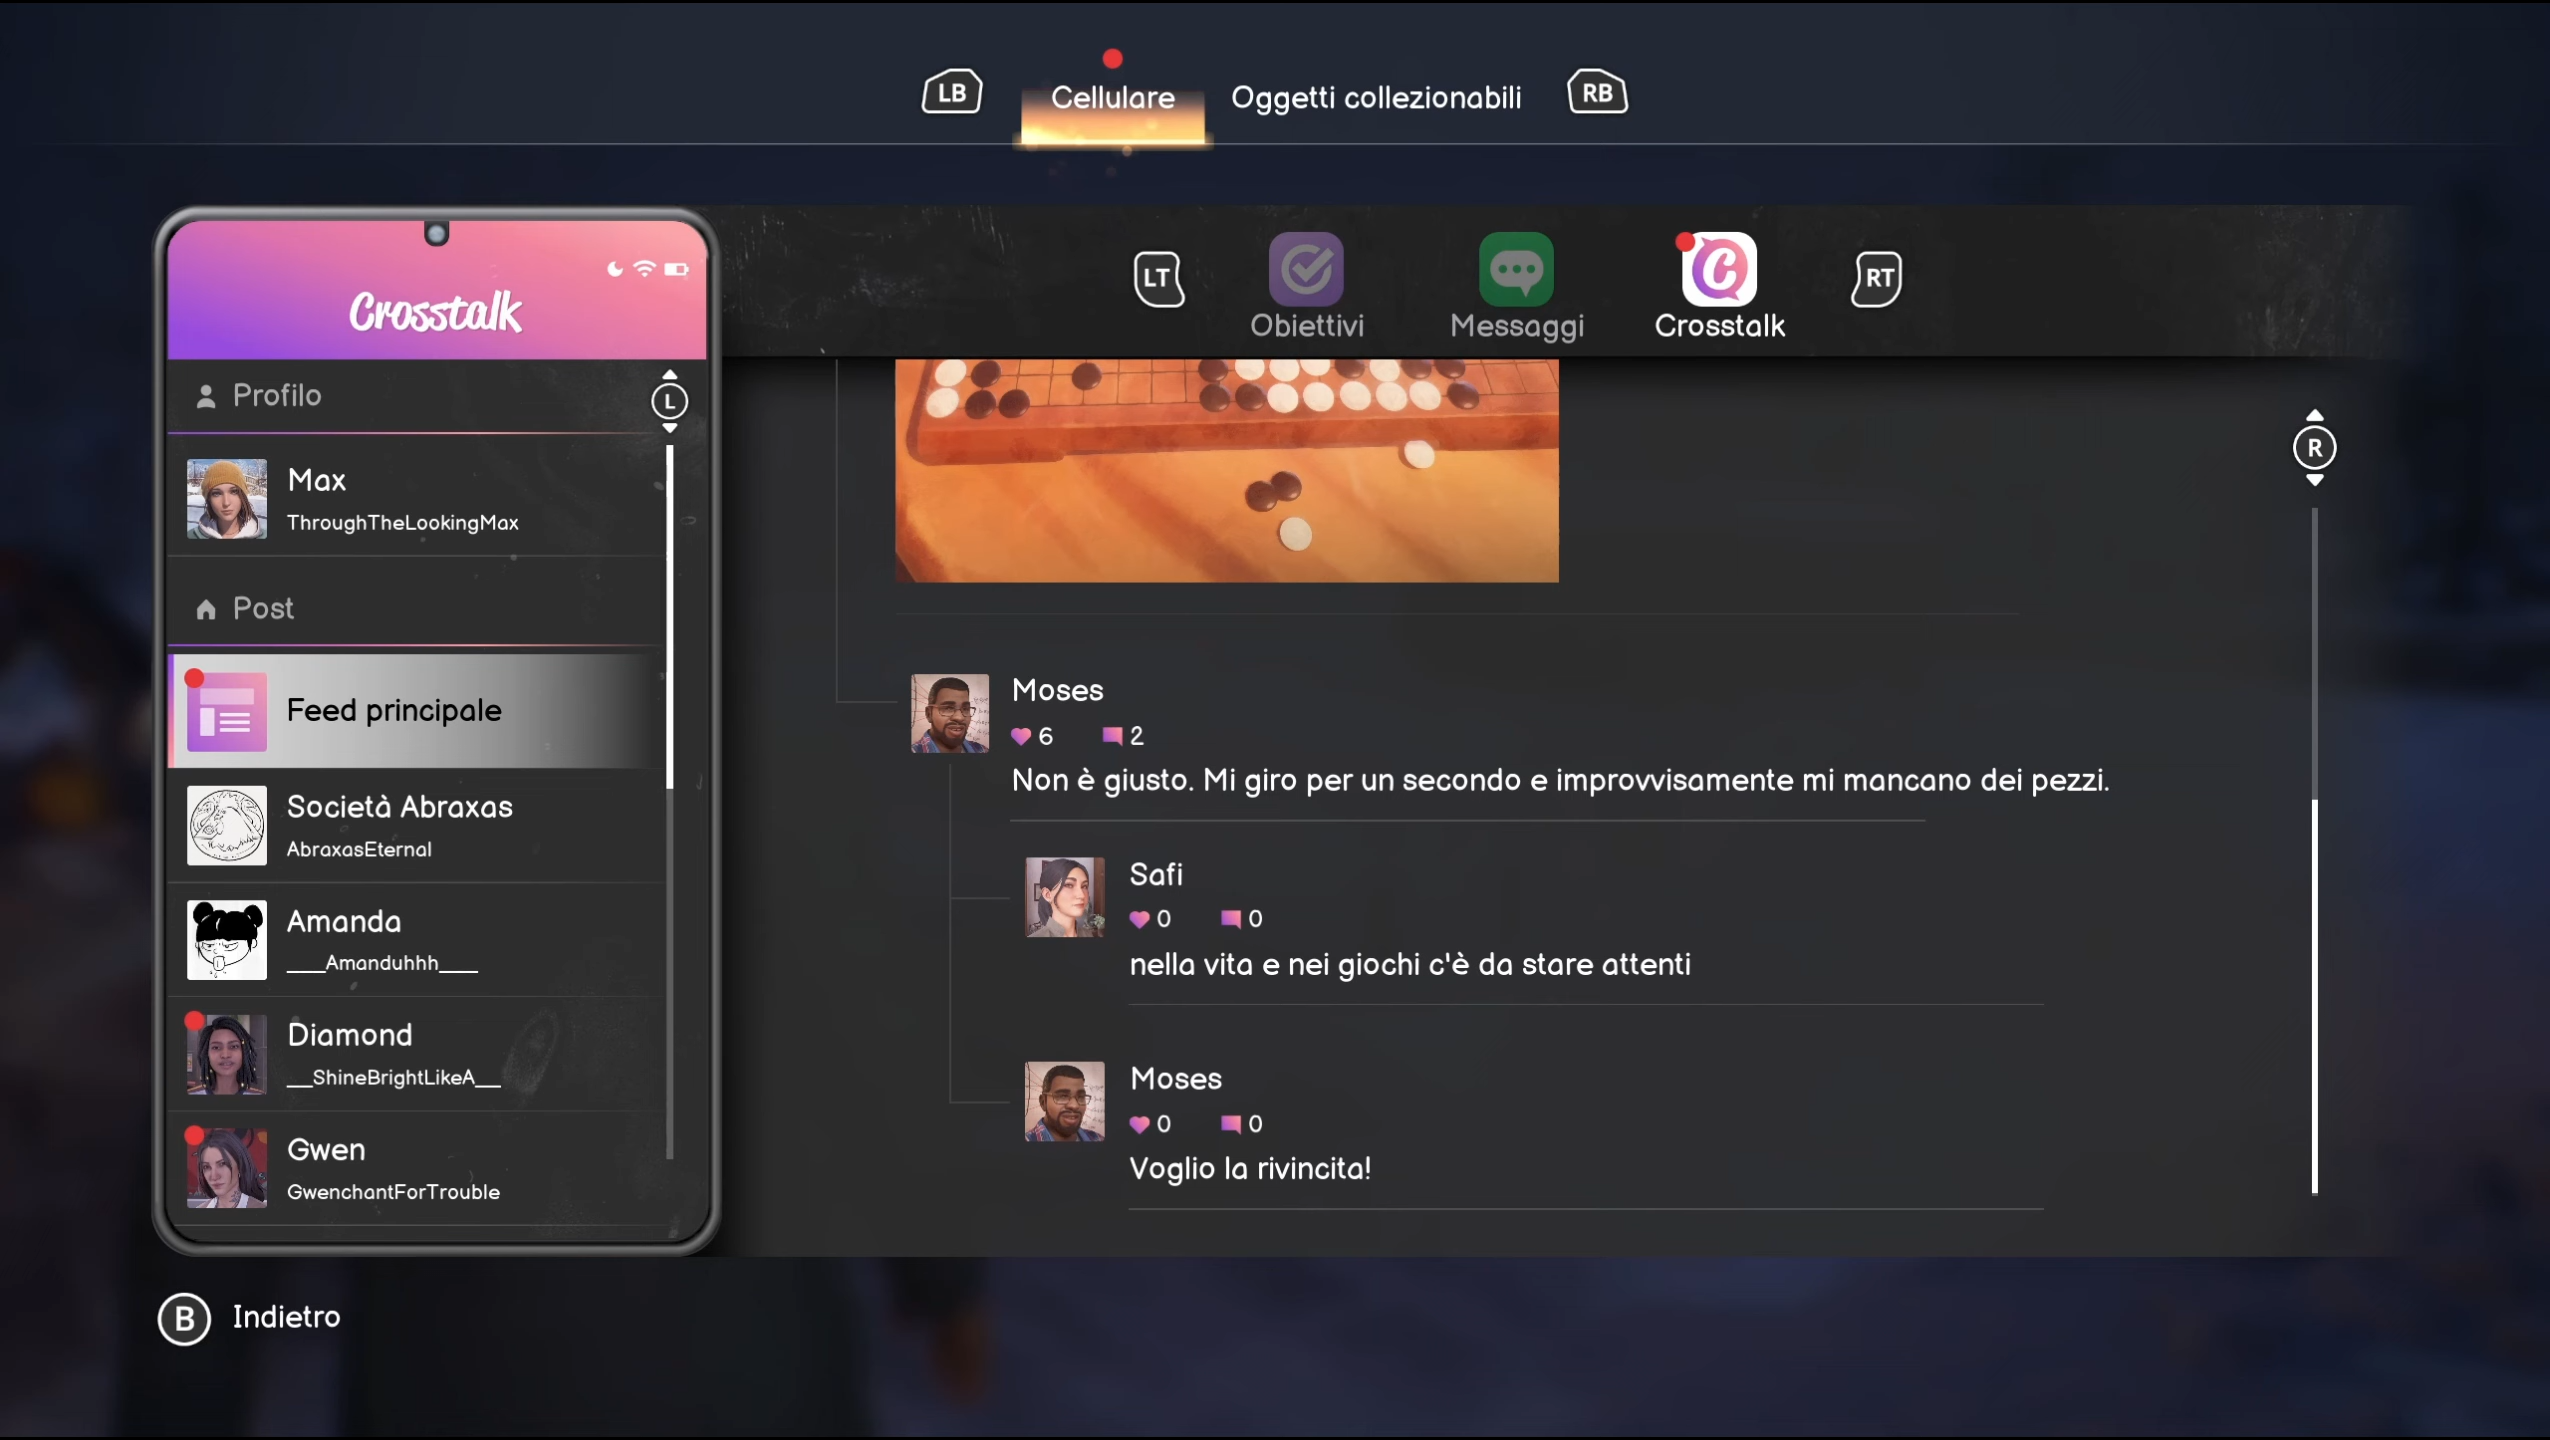 LB
Cellulare
Oggetti collezionabili
RB
Crosstalk
LT
Obiettivi
Messaggi
Crosstalk
RT
Profilo
L
Max
ThroughTheLookingMax
Post
Feed principale
Società Abraxas
AbraxasEternal
Amanda
___Amanduhhh___
Diamond
__ShineBrightLikeA__
Gwen
GwenchantForTrouble
R
Moses
6 2
Non è giusto. Mi giro per un secondo e improvvisamente mi mancano dei pezzi.
Safi
0 0
nella vita e nei giochi c'è da stare attenti
Moses
0 0
Voglio la rivincita!
B Indietro